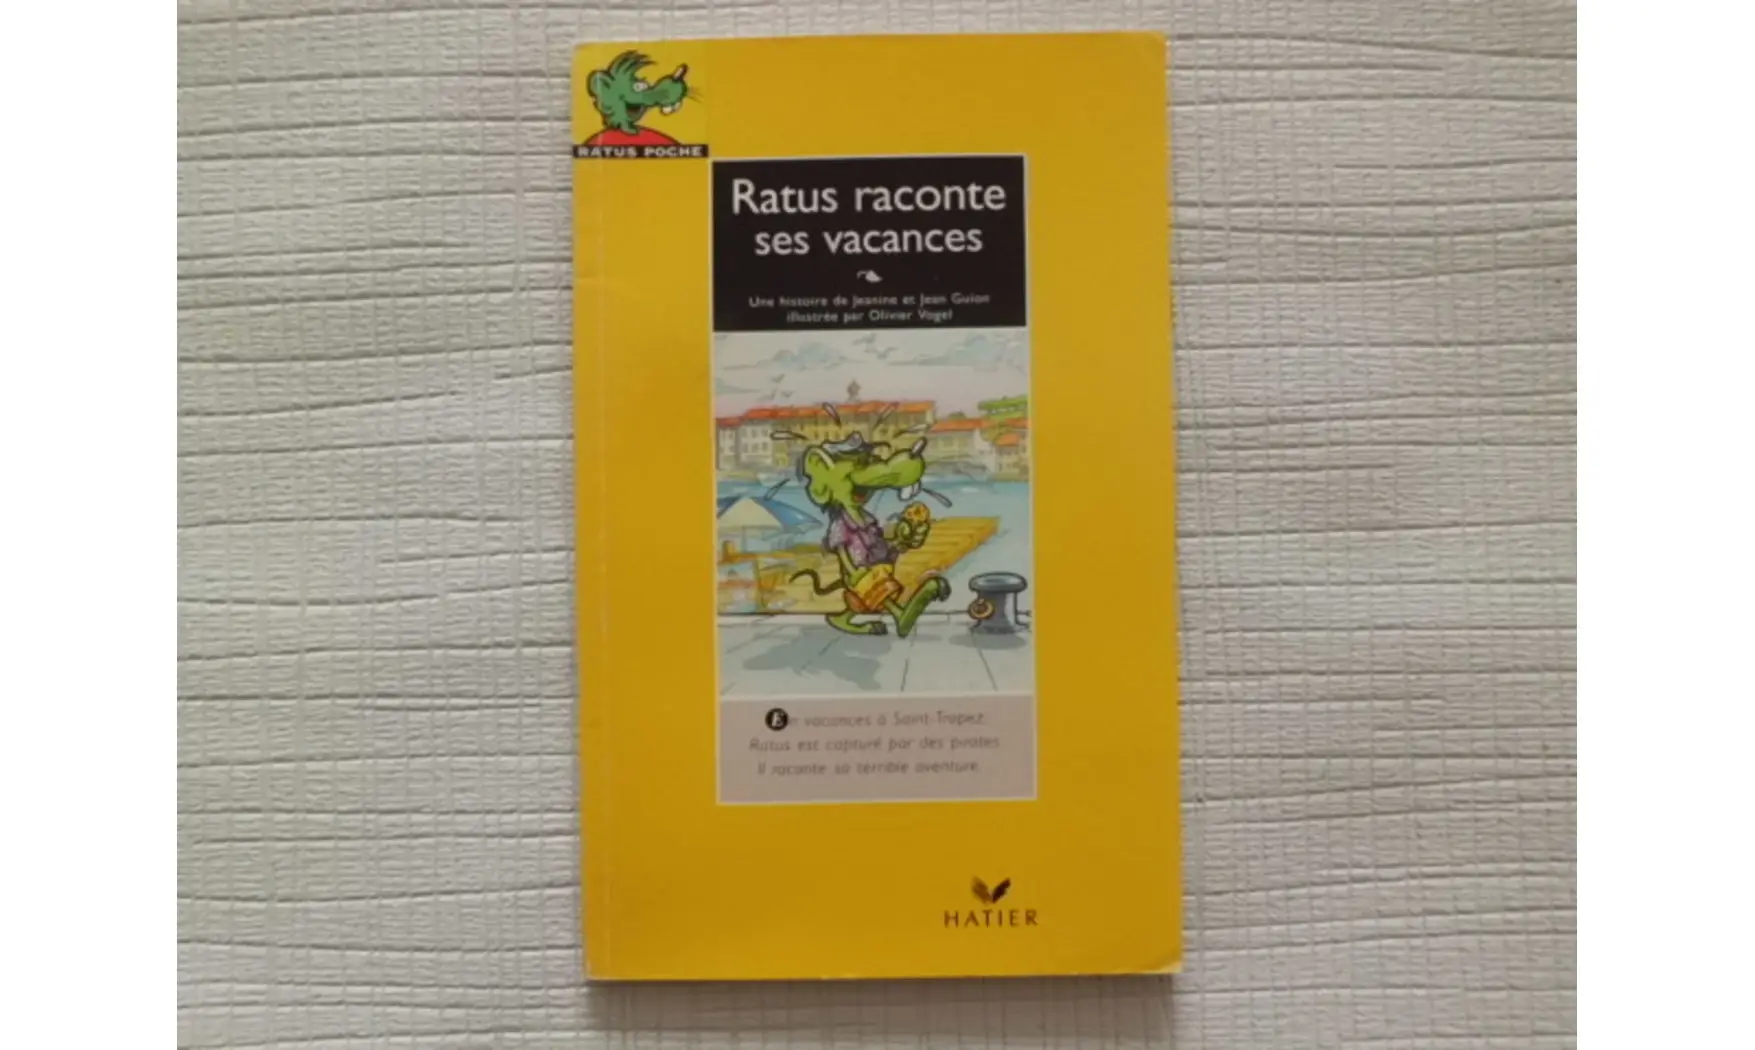 RATUS POCHE
Ratus raconte
ses vacances
Une histoire de Jeanine et Jean Guion
illustrée par Olivier Vogel
En vacances à Saint-Tropez,
Ratus est capturé par des pirates.
Il raconte sa terrible aventure.
HATIER